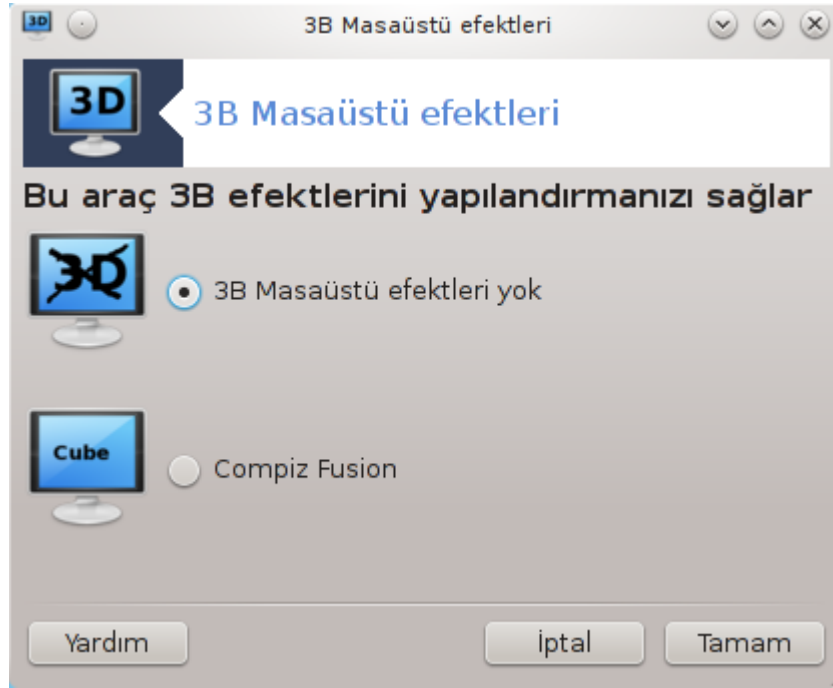 3D
3B Masaüstü efektleri
3D
3B Masaüstü efektleri
Bu araç 3B efektlerini yapılandırmanızı sağlar
3D
3B Masaüstü efektleri yok
Cube
Compiz Fusion
Yardım
İptal
Tamam